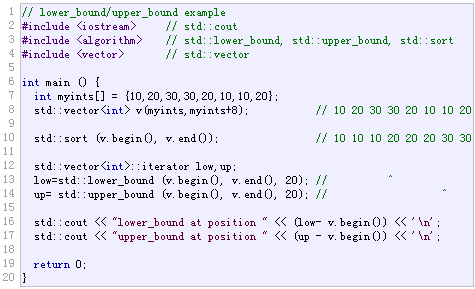 1 // lower_bound/upper_bound example
2 #include <iostream>     // std::cout
3 #include <algorithm>    // std::lower_bound, std::upper_bound, std::sort
4 #include <vector>       // std::vector
5
6 int main () {
7   int myints[] = {10,20,30,30,20,10,10,20};
8   std::vector<int> v(myints,myints+8);           // 10 20 30 30 20 10 10 20
9
10   std::sort (v.begin(), v.end());                // 10 10 10 20 20 20 30 30
11
12   std::vector<int>::iterator low,up;
13   low=std::lower_bound (v.begin(), v.end(), 20); //          ^
14   up= std::upper_bound (v.begin(), v.end(), 20); //                   ^
15
16   std::cout << "lower_bound at position " << (low- v.begin()) << '\n';
17   std::cout << "upper_bound at position " << (up - v.begin()) << '\n';
18
19   return 0;
20 }